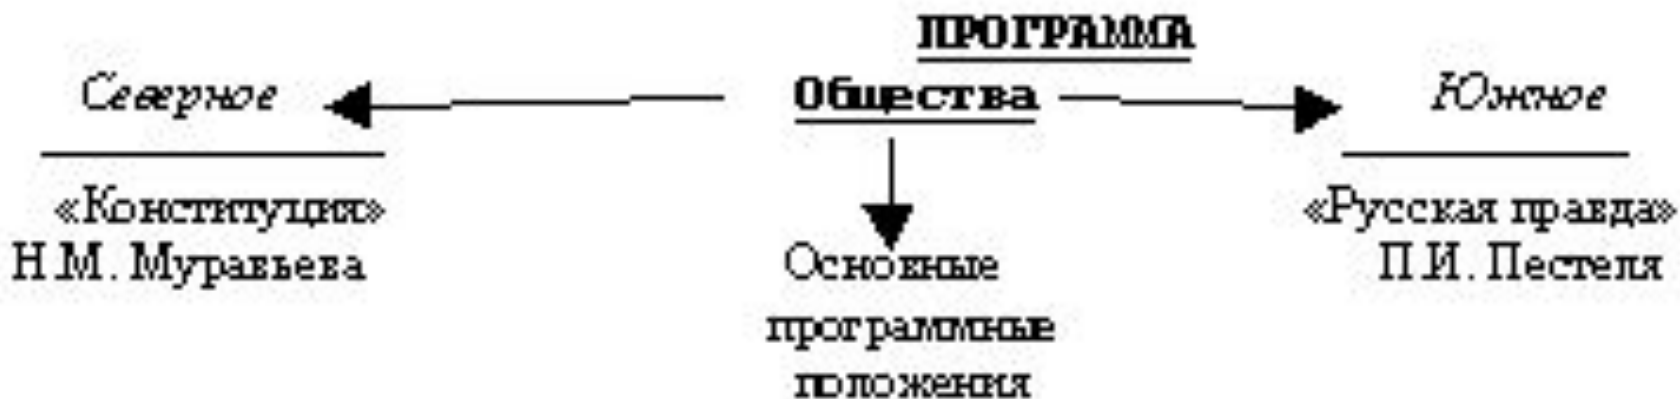 ПРОГРАММА
Северное Общества Южное
«Конституция» «Русская правда»
Н.М. Муравьева Основные П.И. Пестеля
программные
положения